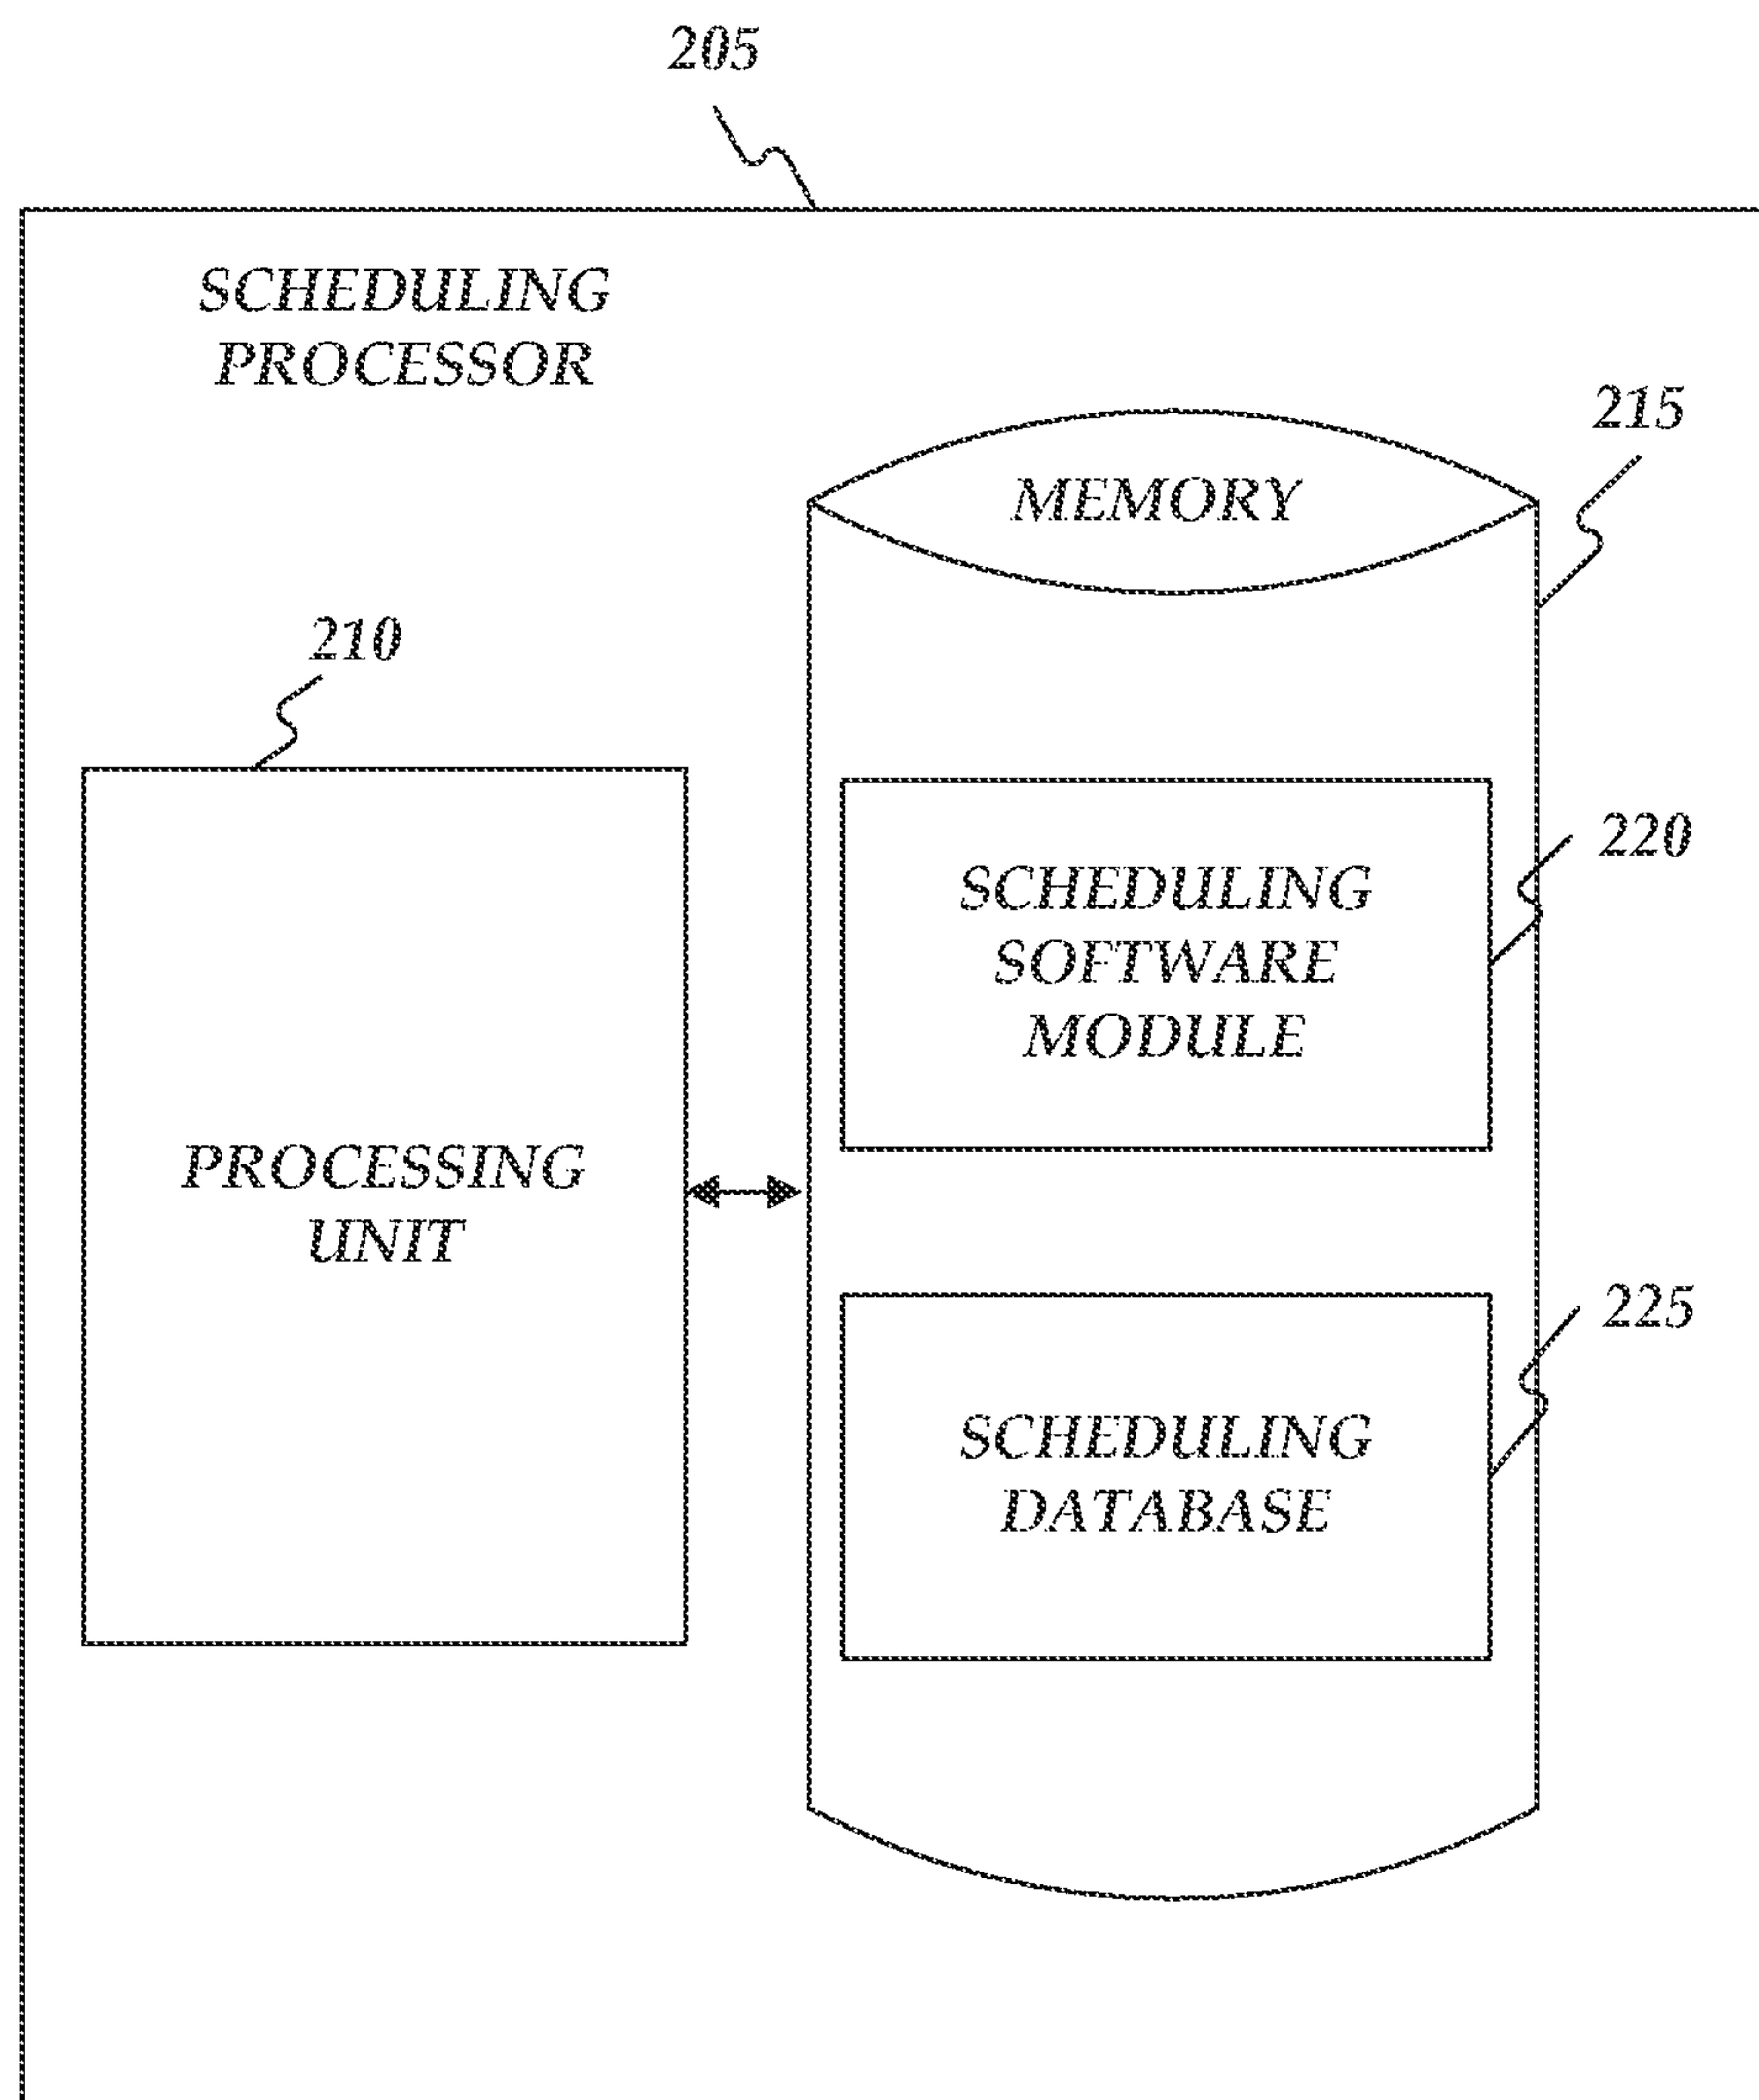 205
SCHEDULING
PROCESSOR
215
MEMORY
210
220
SCHEDULING
SOFTWARE
MODULE
PROCESSING
UNIT
225
SCHEDULING
DATABASE